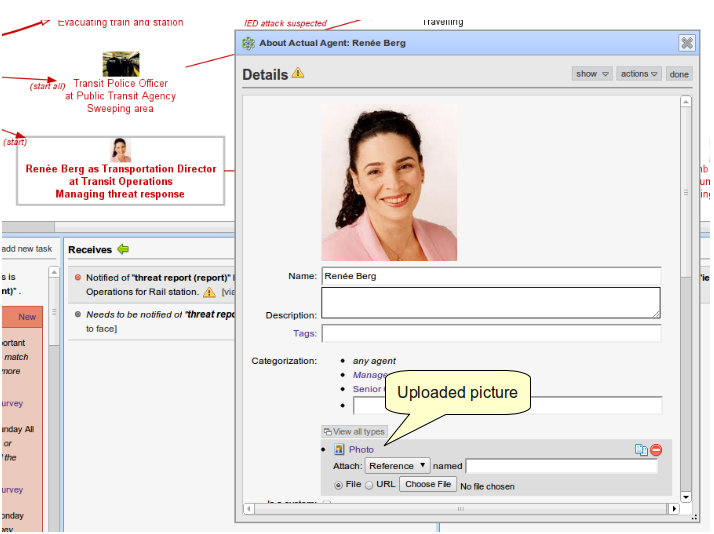 Evacuating train and station
IED attack suspected
Travelling
(start all)
Transit Police Officer
at Public Transit Agency
Sweeping area
(start)
Renée Berg as Transportation Director
at Transit Operations
Managing threat response
About Actual Agent: Renée Berg
Details
show
actions
done
Name:
Renée Berg
Description:
Tags:
Categorization:
any agent
Manage
Senior
Uploaded picture
View all types
Photo
Attach:
Reference
named
File
URL
Choose File
No file chosen
Is a system:
add new task
Receives
s is
nt)" .
New
ortant
match
more
urvey
nday All
or
the
urvey
onday
Notified of "threat report (report)"
Operations for Rail station.
[via
Needs to be notified of "threat repo
to face]